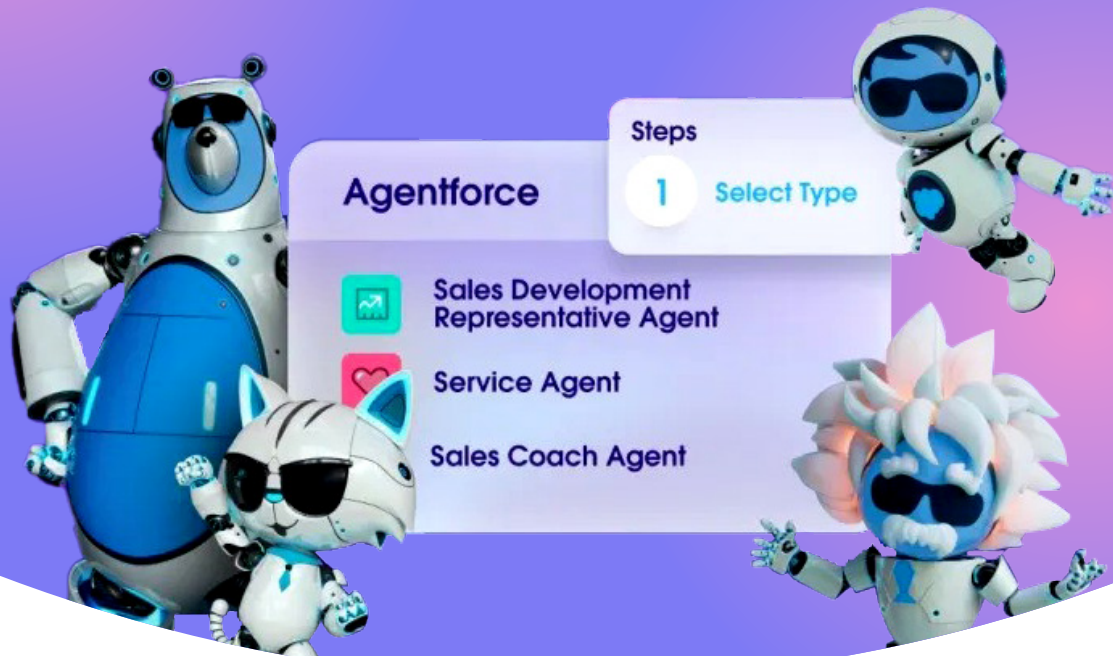 Agentforce
Steps
1 Select Type
Sales Development
Representative Agent
Service Agent
Sales Coach Agent